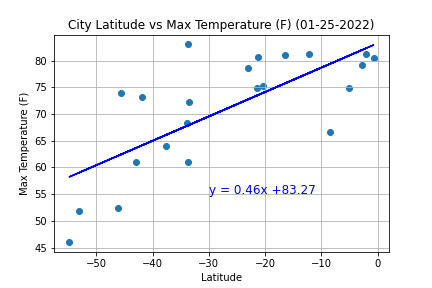 City Latitude vs Max Temperature (F) (01-25-2022)
Max Temperature (F)
80
75
70
65
60
55
50
45
y = 0.46x +83.27
−50 −40 −30 −20 −10 0
Latitude